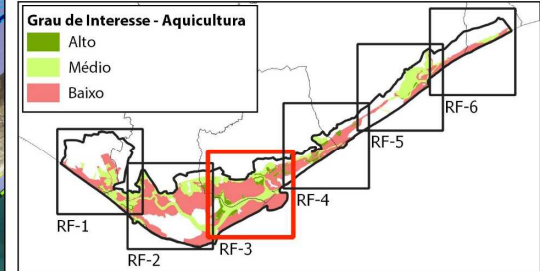 Grau de Interesse - Aquicultura
Alto
Médio
Baixo
RF-6
RF-5
RF-4
RF-1
RF-3
RF-2